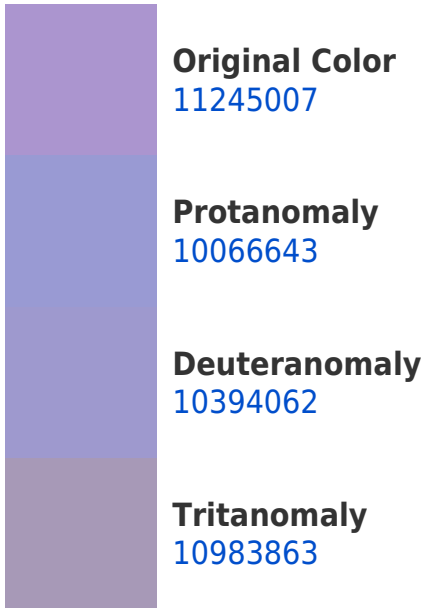 Original Color
11245007
Protanomaly
10066643
Deuteranomaly
10394062
Tritanomaly
10983863